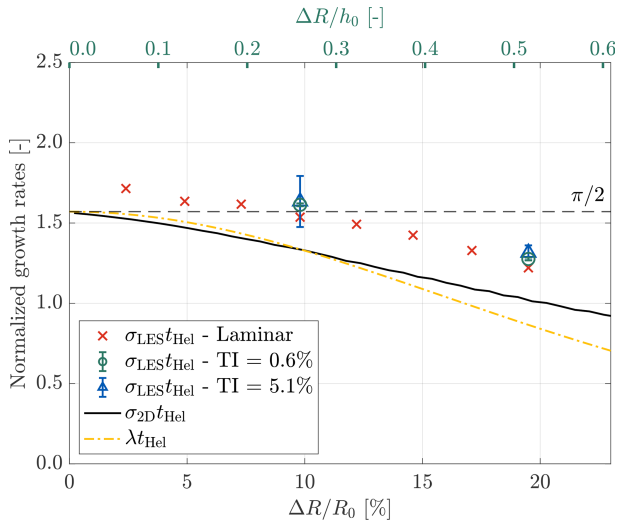 ΔR/h₀ [-]
0.0 0.1 0.2 0.3 0.4 0.5 0.6
Normalized growth rates [-]
2.5
2.0
1.5
1.0
0.5
0.0
π/2
σ_LES t_Hel - Laminar
σ_LES t_Hel - TI = 0.6%
σ_LES t_Hel - TI = 5.1%
σ_2D t_Hel
λt_Hel
0 5 10 15 20
ΔR/R₀ [%]